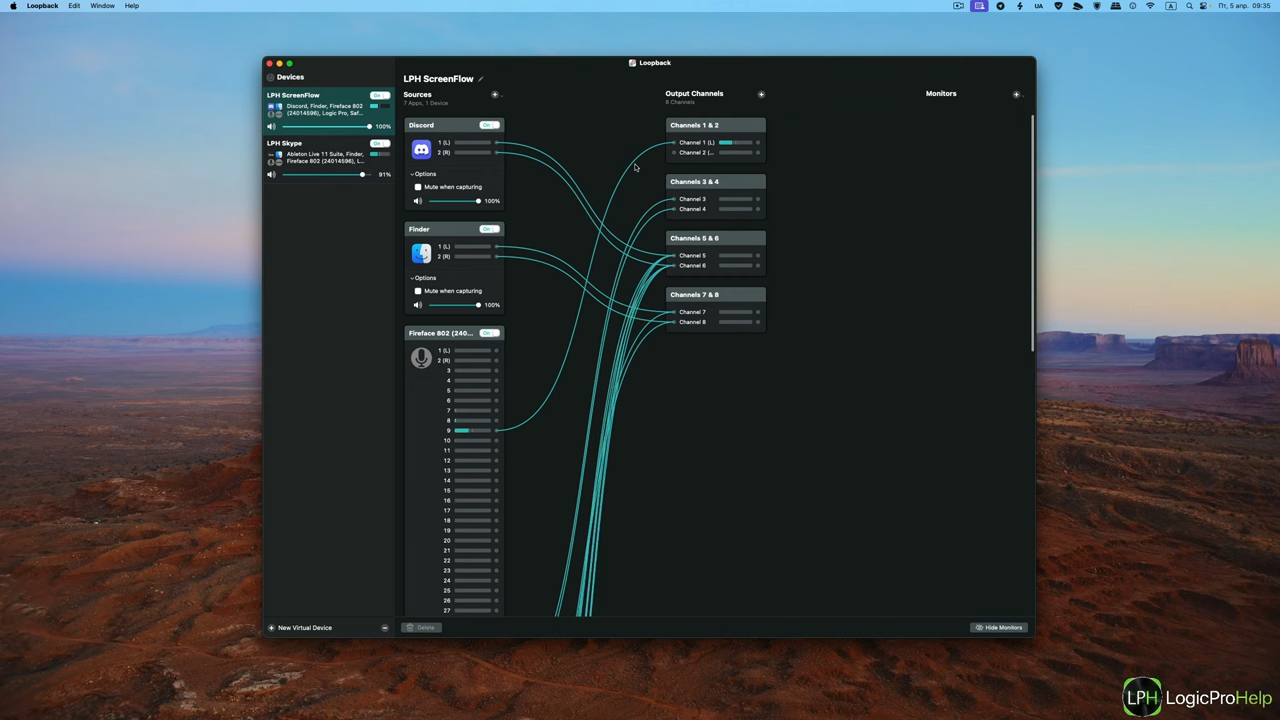 Loopback Edit Window Help
UA A Пт, 5 апр. 09:35
Loopback
Devices
LPH ScreenFlow On
Discord, Finder, Fireface 802
(24014596), Logic Pro, Saf...
100%
LPH Skype On
Ableton Live 11 Suite, Finder,
Fireface 802 (24014596), L...
91%
New Virtual Device
LPH ScreenFlow
Sources
7 Apps, 1 Device
Discord On
1 (L)
2 (R)
Options
Mute when capturing
100%
Finder On
1 (L)
2 (R)
Options
Mute when capturing
100%
Fireface 802 (240... On
1 (L)
2 (R)
3
4
5
6
7
8
9
10
11
12
13
14
15
16
17
18
19
20
21
22
23
24
25
26
27
Delete
Output Channels
8 Channels
Channels 1 & 2
Channel 1 (L)
Channel 2 (...
Channels 3 & 4
Channel 3
Channel 4
Channels 5 & 6
Channel 5
Channel 6
Channels 7 & 8
Channel 7
Channel 8
Monitors
Hide Monitors
LPH LogicProHelp